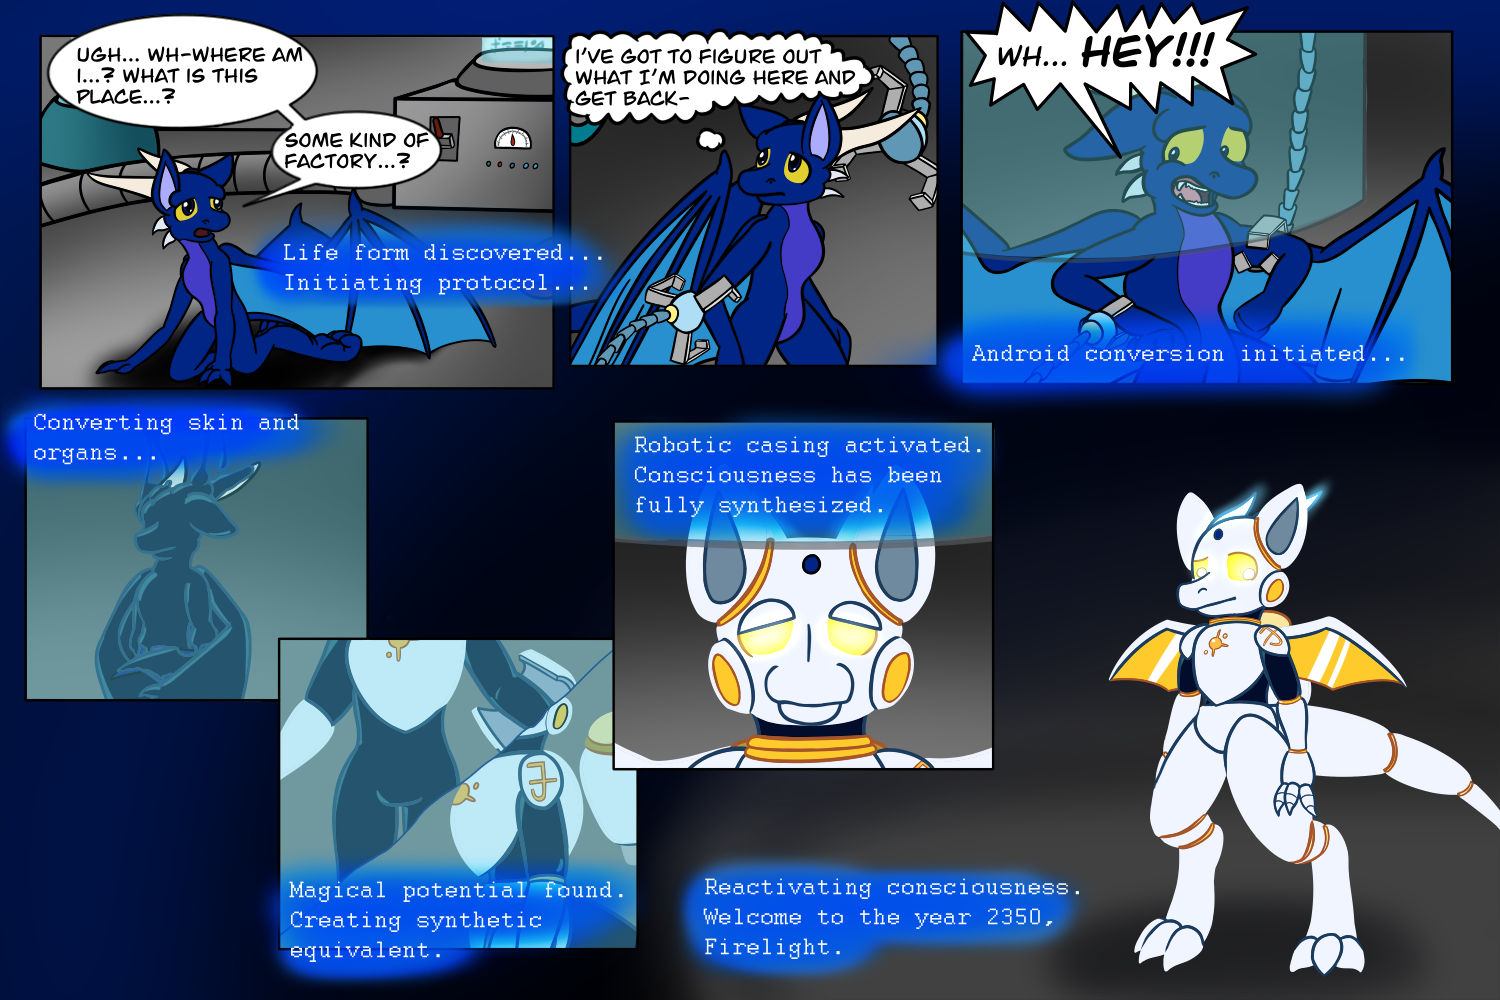 UGH... WH-WHERE AM
I...? WHAT IS THIS
PLACE...?
SOME KIND OF
FACTORY...?
Life form discovered...
Initiating protocol...
I'VE GOT TO FIGURE OUT
WHAT I'M DOING HERE AND
GET BACK-
WH... HEY!!!
Android conversion initiated...
Converting skin and
organs...
Magical potential found.
Creating synthetic
equivalent.
Robotic casing activated.
Consciousness has been
fully synthesized.
Reactivating consciousness.
Welcome to the year 2350,
Firelight.